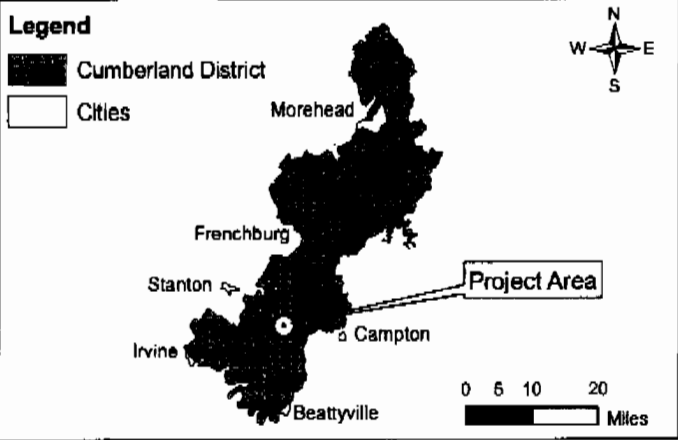 Legend
Cumberland District
Cities
N
W E
S
Morehead
Frenchburg
Stanton
Project Area
Campton
Irvine
Beattyville
0 5 10 20
Miles